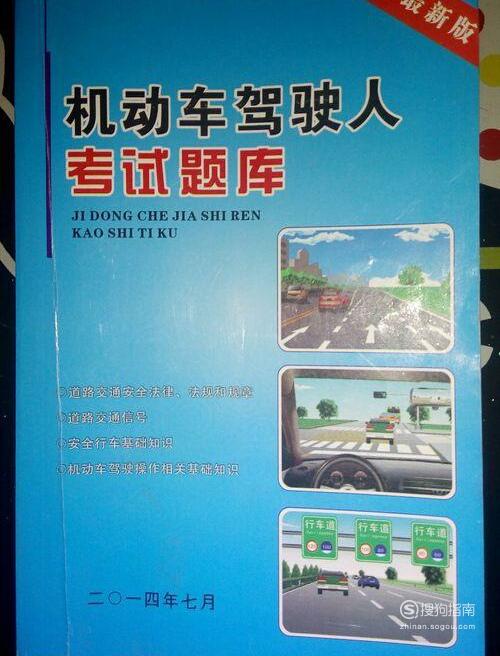 最新版
机动车驾驶人
考试题库
JI DONG CHE JIA SHI REN
KAO SHI TI KU
○道路交通安全法律、法规和规章
○道路交通信号
○安全行车基础知识
○机动车驾驶操作相关基础知识
行车道 行车道 行车道
二○一四年七月
搜狗指南
zhinan.sogou.com